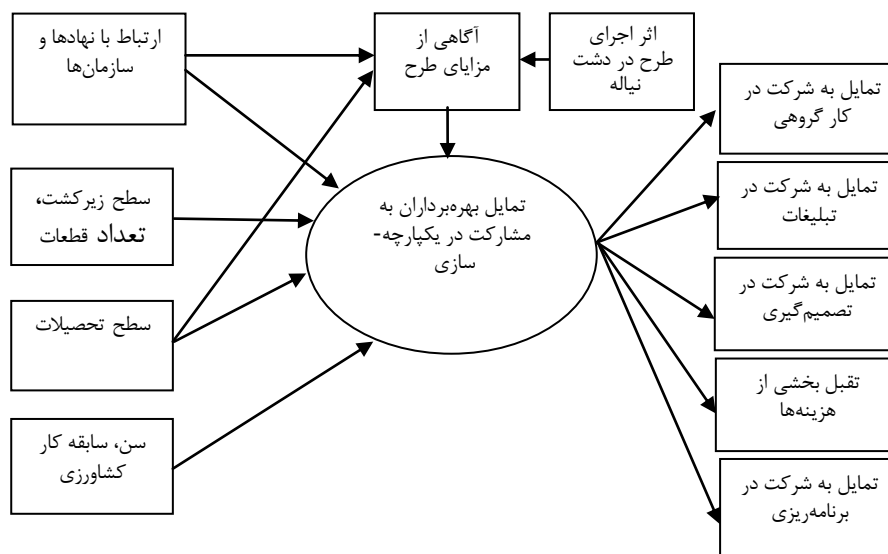 ارتباط با نهادها و
سازمان‌ها
آگاهی از
مزایای طرح
اثر اجرای
طرح در دشت
نیاله
تمایل به شرکت در
کار گروهی
تمایل به شرکت در
تبلیغات
تمایل بهره‌برداران به
مشارکت در یکپارچه-
سازی
سطح زیرکشت،
تعداد قطعات
تمایل به شرکت در
تصمیم‌گیری
سطح تحصیلات
تقبل بخشی از
هزینه‌ها
سن، سابقه کار
کشاورزی
تمایل به شرکت در
برنامه‌ریزی